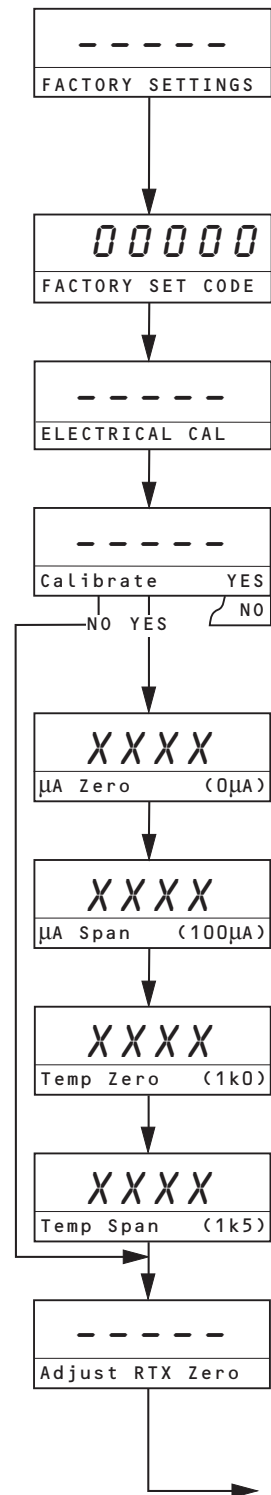 - - - - -
FACTORY SETTINGS
00000
FACTORY SET CODE
- - - - -
ELECTRICAL CAL
- - - - -
Calibrate YES
NO
NO YES
XXXX
µA Zero (0µA)
XXXX
µA Span (100µA)
XXXX
Temp Zero (1k0)
XXXX
Temp Span (1k5)
- - - - -
Adjust RTX Zero